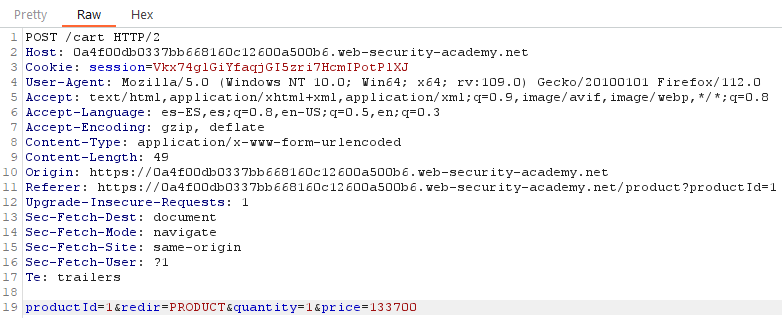 Pretty Raw Hex
1 POST /cart HTTP/2
2 Host: 0a4f00db0337bb668160c12600a500b6.web-security-academy.net
3 Cookie: session=Vkx74glGiYfaqjGI5zri7HcmIPotPlXJ
4 User-Agent: Mozilla/5.0 (Windows NT 10.0; Win64; x64; rv:109.0) Gecko/20100101 Firefox/112.0
5 Accept: text/html,application/xhtml+xml,application/xml;q=0.9,image/avif,image/webp,*/*;q=0.8
6 Accept-Language: es-ES,es;q=0.8,en-US;q=0.5,en;q=0.3
7 Accept-Encoding: gzip, deflate
8 Content-Type: application/x-www-form-urlencoded
9 Content-Length: 49
10 Origin: https://0a4f00db0337bb668160c12600a500b6.web-security-academy.net
11 Referer: https://0a4f00db0337bb668160c12600a500b6.web-security-academy.net/product?productId=1
12 Upgrade-Insecure-Requests: 1
13 Sec-Fetch-Dest: document
14 Sec-Fetch-Mode: navigate
15 Sec-Fetch-Site: same-origin
16 Sec-Fetch-User: ?1
17 Te: trailers
18
19 productId=1&redir=PRODUCT&quantity=1&price=133700